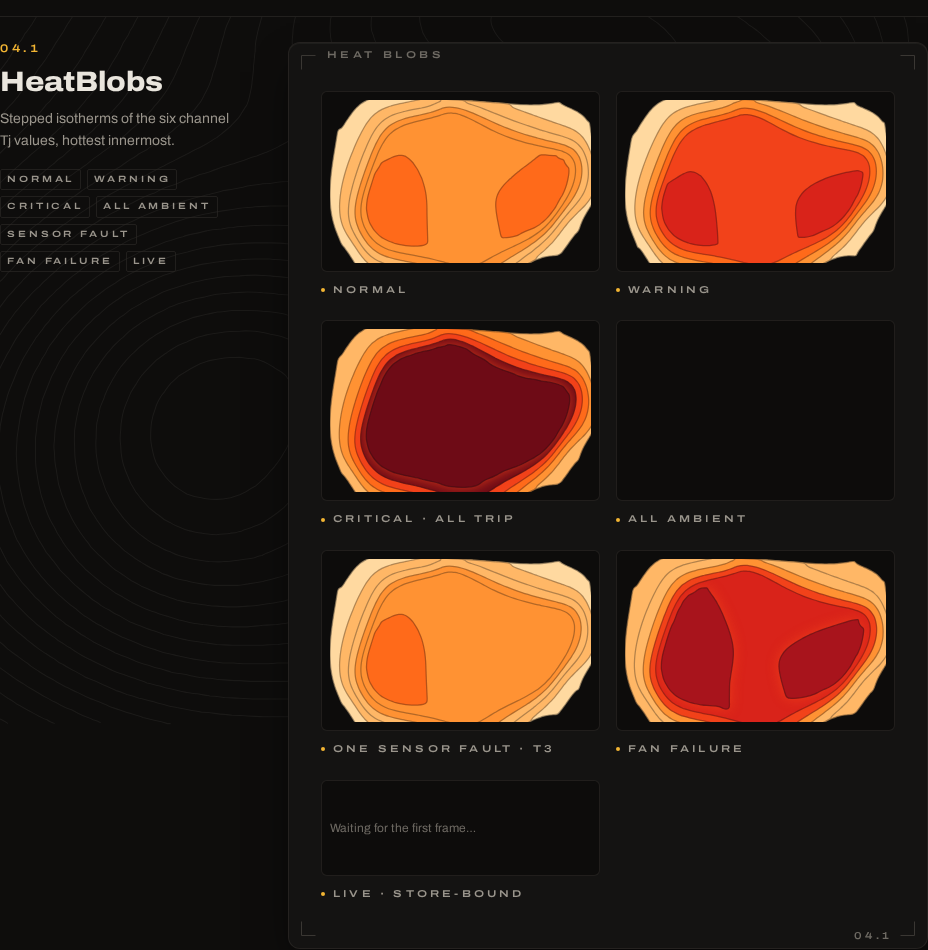 04.1
HeatBlobs
Stepped isotherms of the six channel
Tj values, hottest innermost.
NORMAL WARNING
CRITICAL ALL AMBIENT
SENSOR FAULT
FAN FAILURE LIVE
HEAT BLOBS
NORMAL
WARNING
CRITICAL · ALL TRIP
ALL AMBIENT
ONE SENSOR FAULT · T3
FAN FAILURE
Waiting for the first frame…
LIVE · STORE-BOUND
04.1